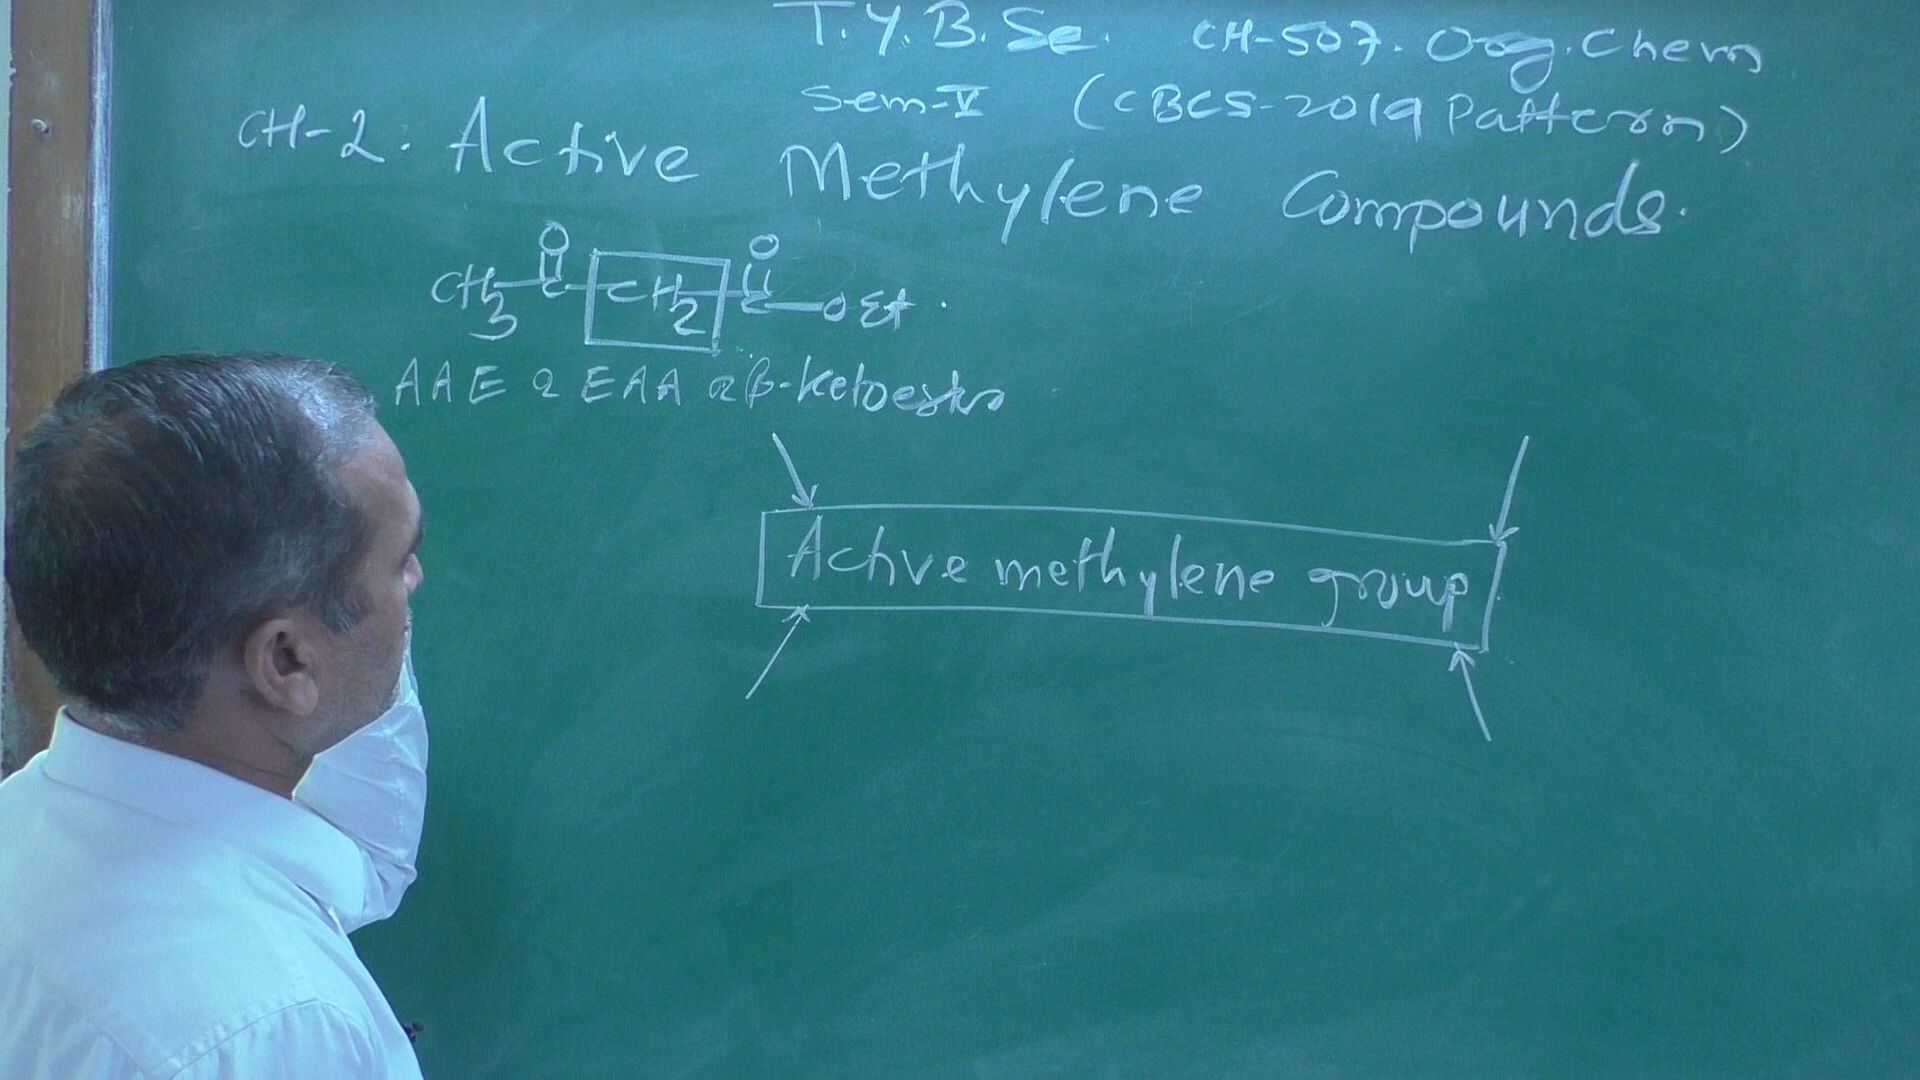 T.Y.B.Sc. CH-507. Org. Chem
Sem-V (CBCS-2019 Pattern)
CH-2: Active Methylene Compounds.
O O
CH3-C-CH2-C-OEt.
AAE or EAA or β-Ketoester
Active methylene group